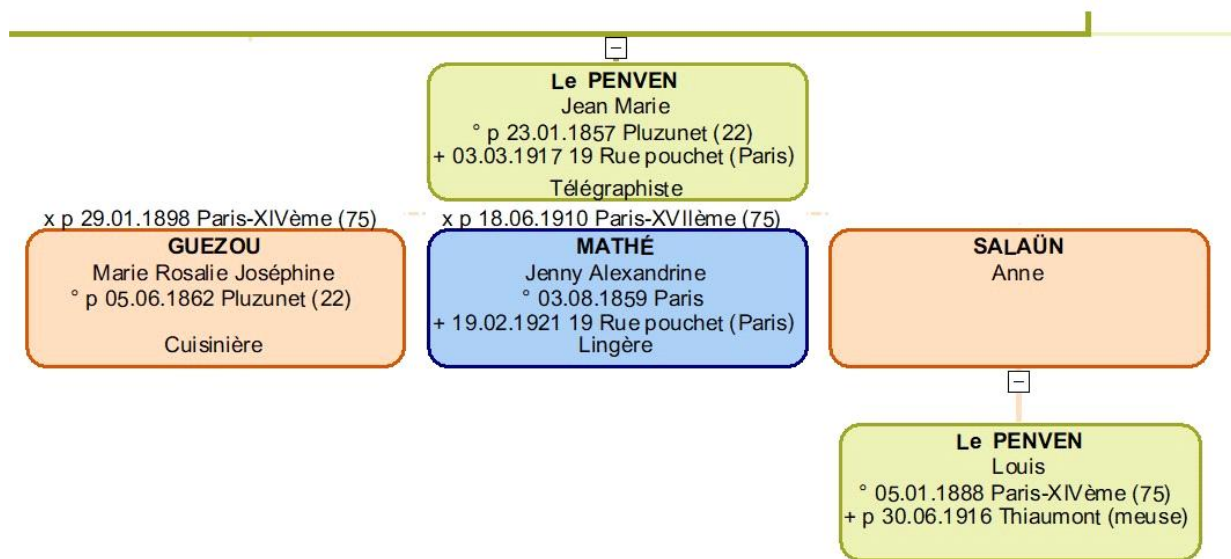 Le PENVEN
Jean Marie
° p 23.01.1857 Pluzunet (22)
+ 03.03.1917 19 Rue pouchet (Paris)
Télégraphiste
x p 29.01.1898 Paris-XIVème (75)
x p 18.06.1910 Paris-XVIIème (75)
GUEZOU
Marie Rosalie Joséphine
° p 05.06.1862 Pluzunet (22)
Cuisinière
MATHÉ
Jenny Alexandrine
° 03.08.1859 Paris
+ 19.02.1921 19 Rue pouchet (Paris)
Lingère
SALAÜN
Anne
Le PENVEN
Louis
° 05.01.1888 Paris-XIVème (75)
+ p 30.06.1916 Thiaumont (meuse)